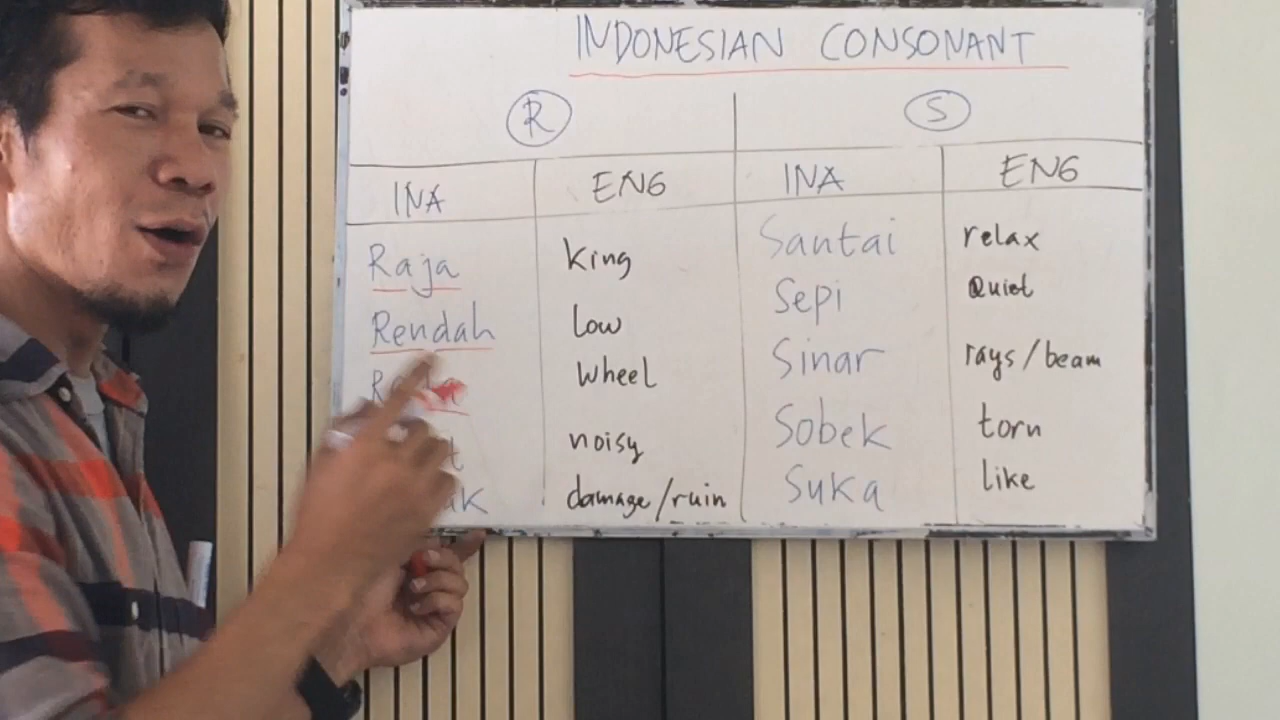 INDONESIAN CONSONANT
R S
INA ENG INA ENG
Raja king Santai relax
Rendah Low Sepi Quiet
wheel Sinar rays/beam
noisy Sobek torn
damage/ruin Suka like